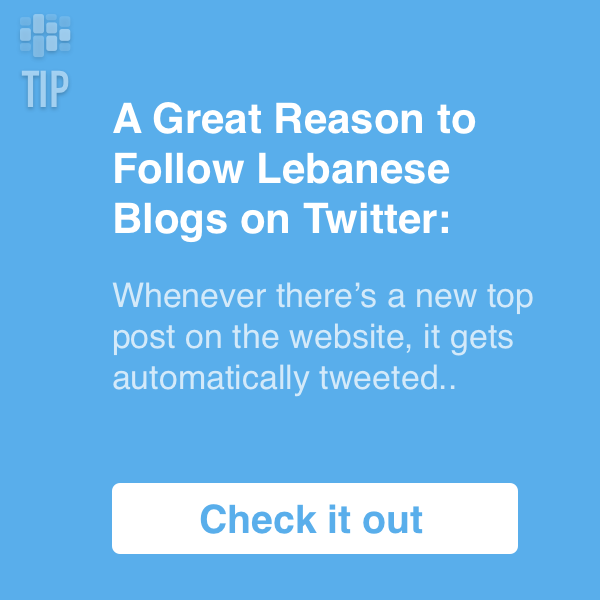 TIP
A Great Reason to
Follow Lebanese
Blogs on Twitter:
Whenever there’s a new top
post on the website, it gets
automatically tweeted..
Check it out